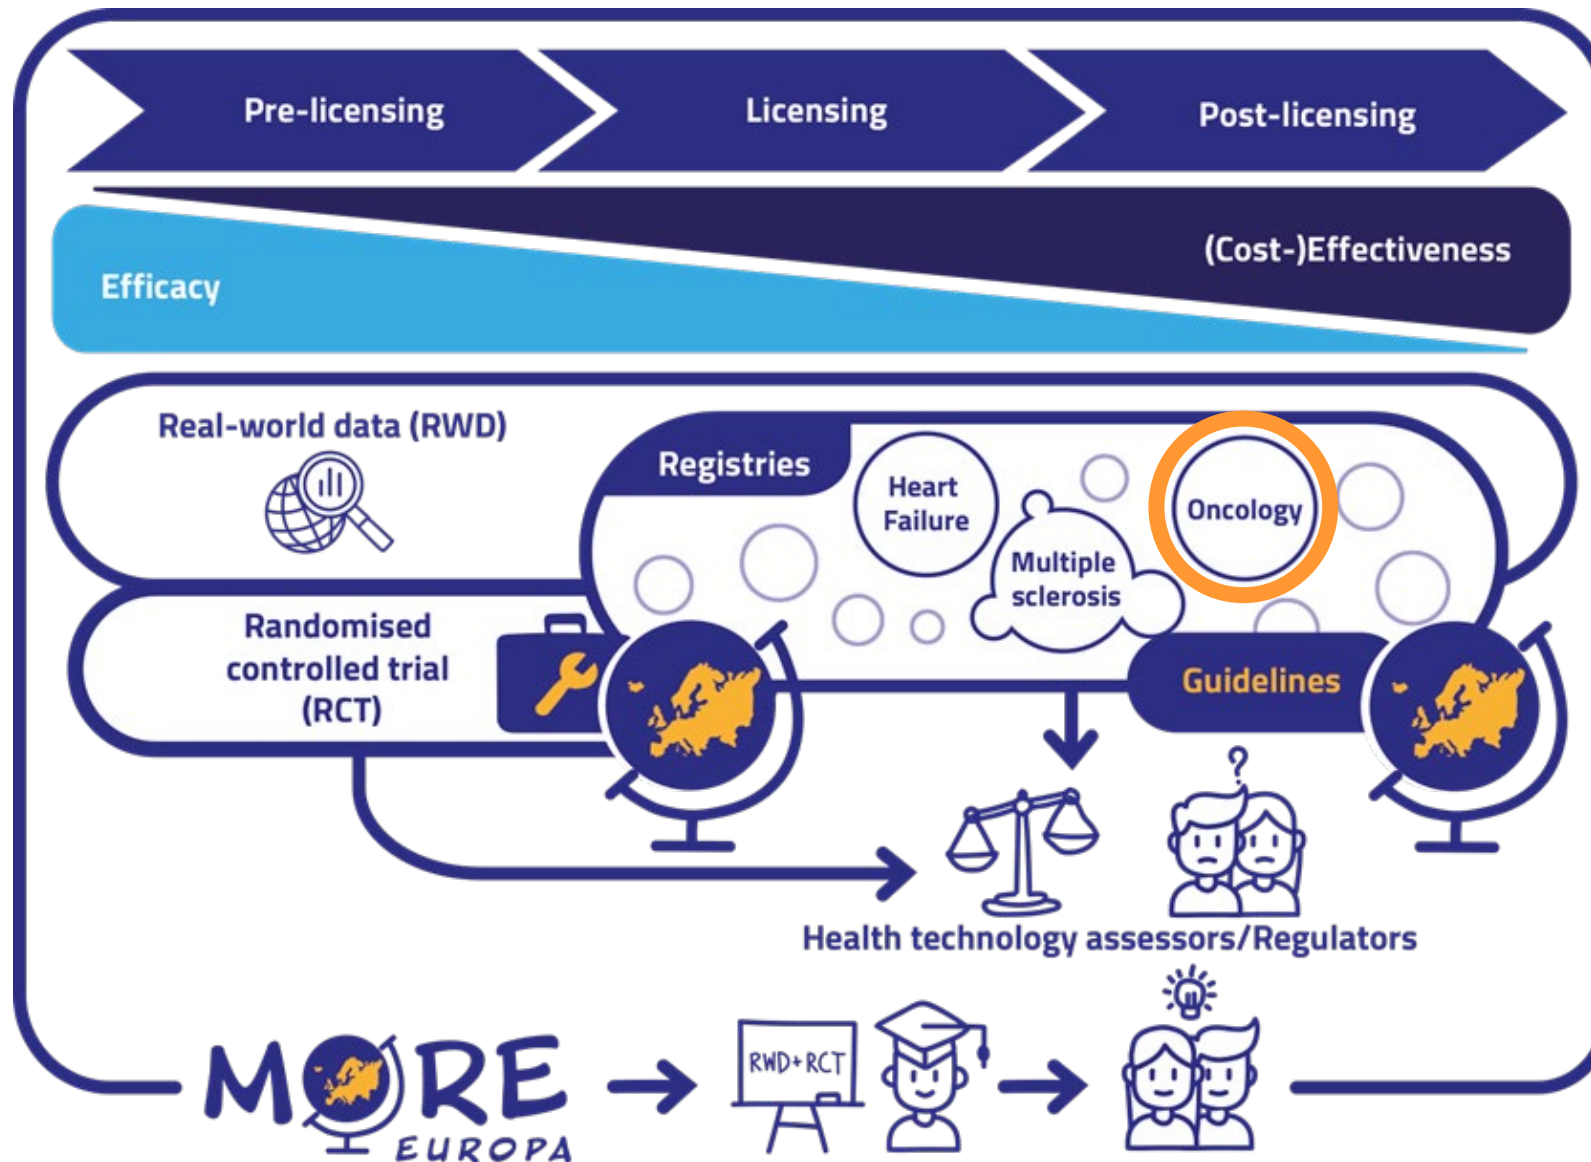 Pre-licensing
Licensing
Post-licensing
(Cost-)Effectiveness
Efficacy
Real-world data (RWD)
Registries
Heart
Failure
Multiple
sclerosis
Oncology
Randomised
controlled trial
(RCT)
Guidelines
?
Health technology assessors/Regulators
MORE
EUROPA
RWD+RCT